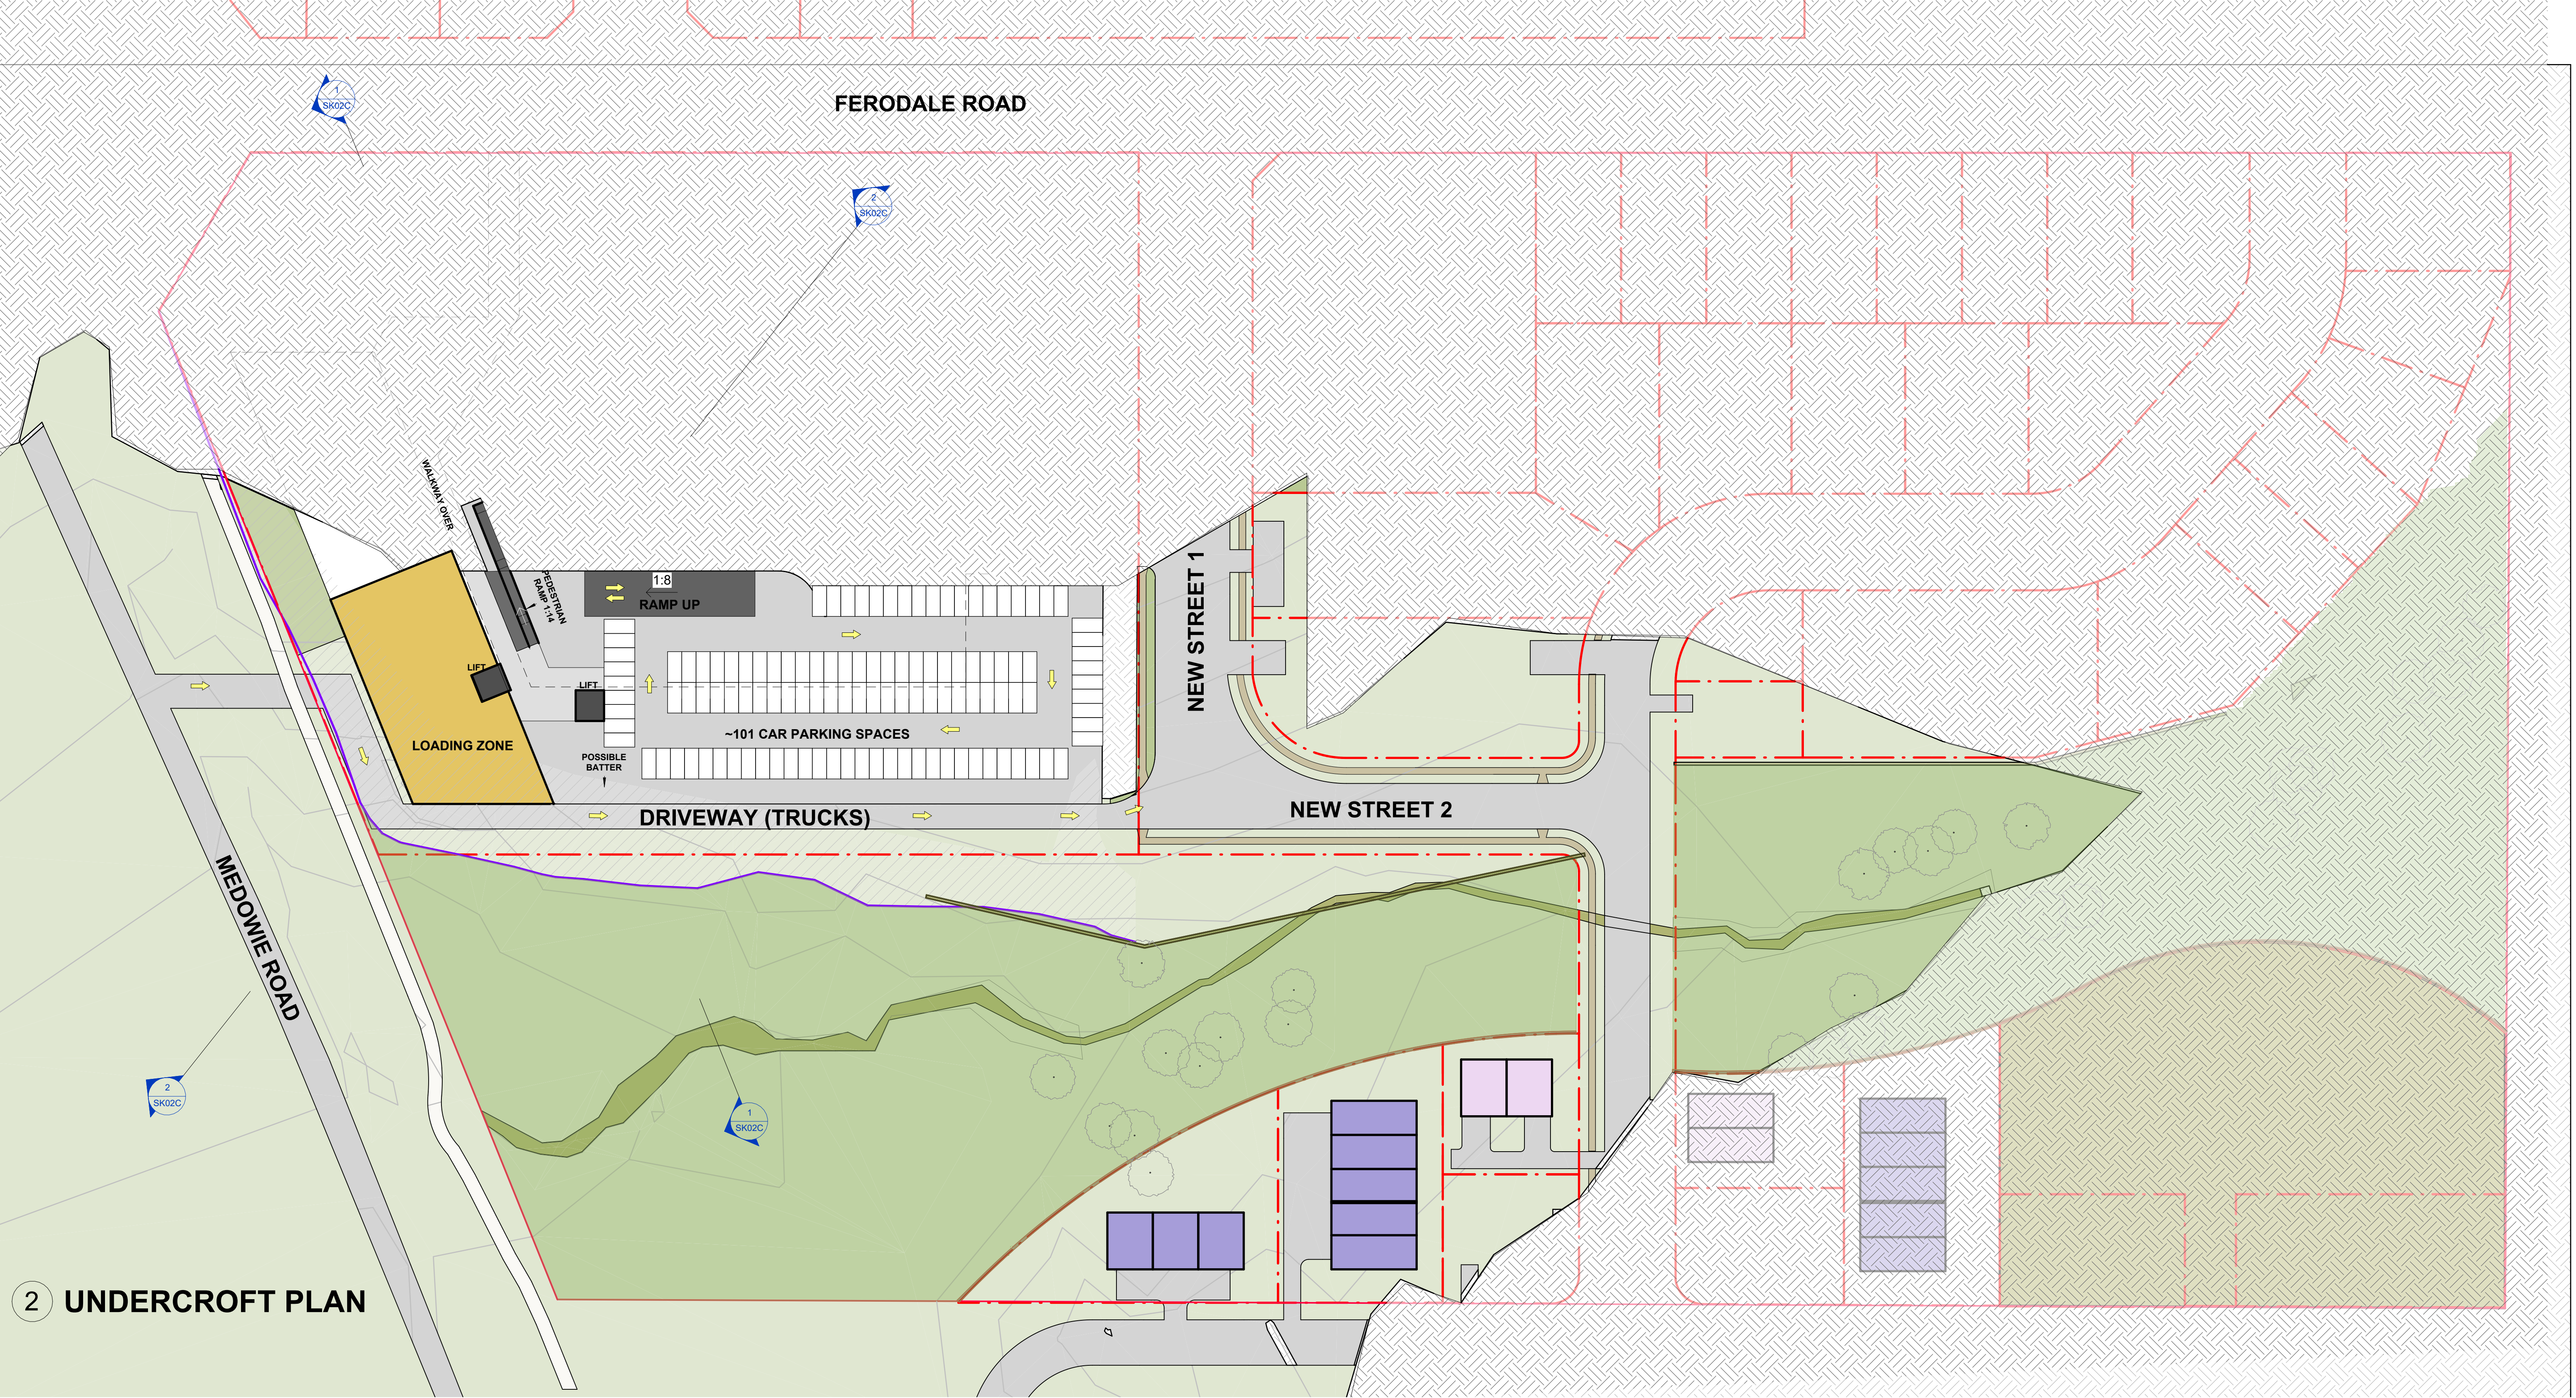 1
SK02C
FERODALE ROAD
2
SK02C
WALKWAY OVER
PEDESTRIAN
RAMP 1:14
1:8
RAMP UP
NEW STREET 1
LIFT
LIFT
~101 CAR PARKING SPACES
LOADING ZONE
POSSIBLE
BATTER
DRIVEWAY (TRUCKS)
NEW STREET 2
MEDOWIE ROAD
2
SK02C
1
SK02C
2 UNDERCROFT PLAN